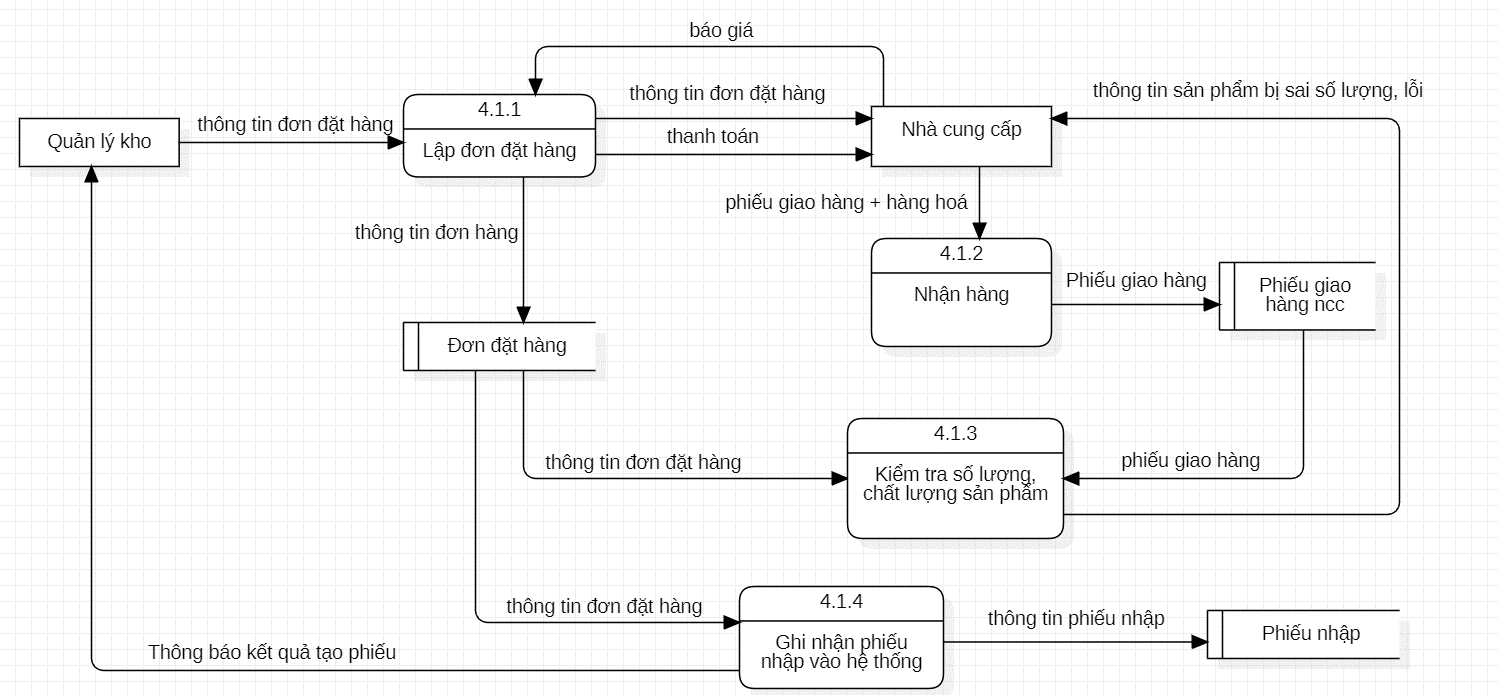 báo giá
thông tin sản phẩm bị sai số lượng, lỗi
thông tin đơn đặt hàng
4.1.1
thông tin đơn đặt hàng
Quản lý kho
Lập đơn đặt hàng
thanh toán
Nhà cung cấp
phiếu giao hàng + hàng hoá
thông tin đơn hàng
4.1.2
Nhận hàng
Phiếu giao hàng
Phiếu giao
hàng ncc
Đơn đặt hàng
4.1.3
Kiểm tra số lượng,
chất lượng sản phẩm
thông tin đơn đặt hàng
phiếu giao hàng
4.1.4
thông tin đơn đặt hàng
Ghi nhận phiếu
nhập vào hệ thống
thông tin phiếu nhập
Phiếu nhập
Thông báo kết quả tạo phiếu